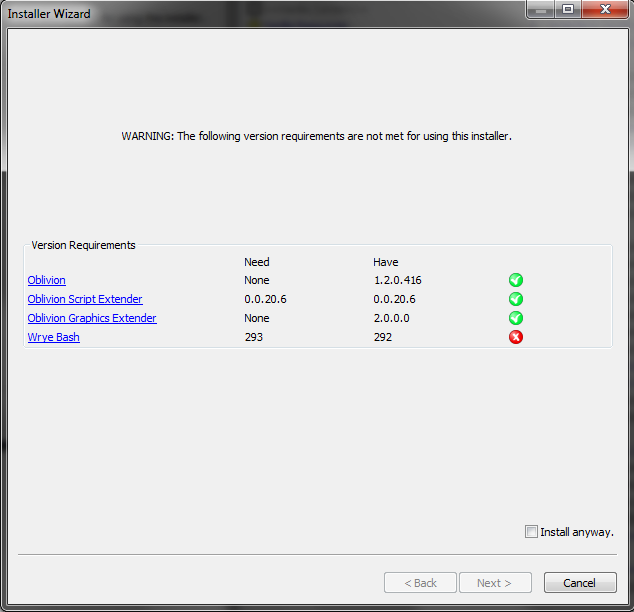 Installer Wizard
WARNING: The following version requirements are not met for using this installer.
Version Requirements
Need Have
Oblivion None 1.2.0.416
Oblivion Script Extender 0.0.20.6 0.0.20.6
Oblivion Graphics Extender None 2.0.0.0
Wrye Bash 293 292
Install anyway.
< Back Next > Cancel